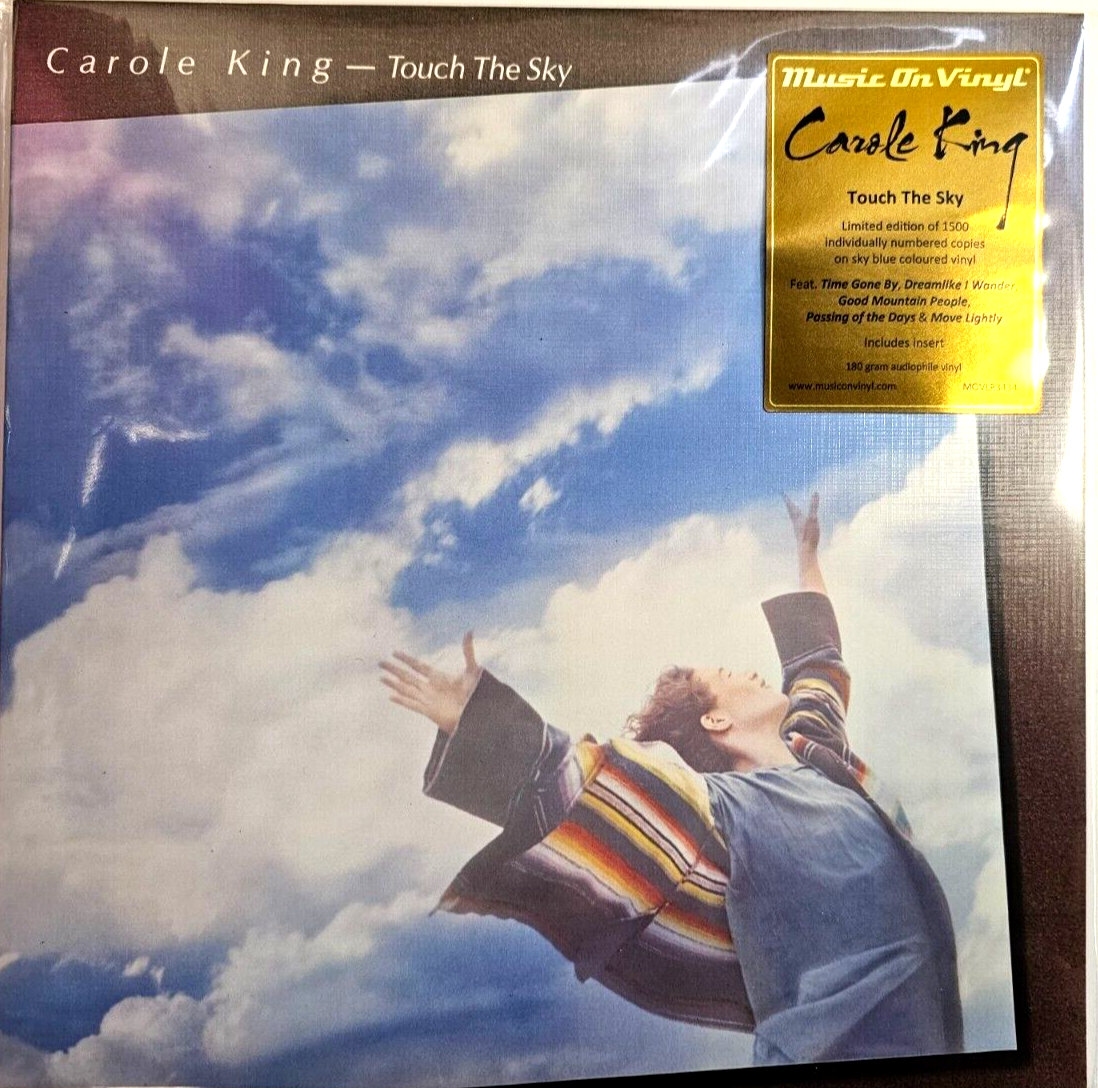 Carole King — Touch The Sky
Music On Vinyl®
Carole King
Touch The Sky
Limited edition of 1500
individually numbered copies
on sky blue coloured vinyl
Feat. Time Gone By, Dreamlike I Wander,
Good Mountain People,
Passing of the Days & Move Lightly
Includes insert
180 gram audiophile vinyl
www.musiconvinyl.com